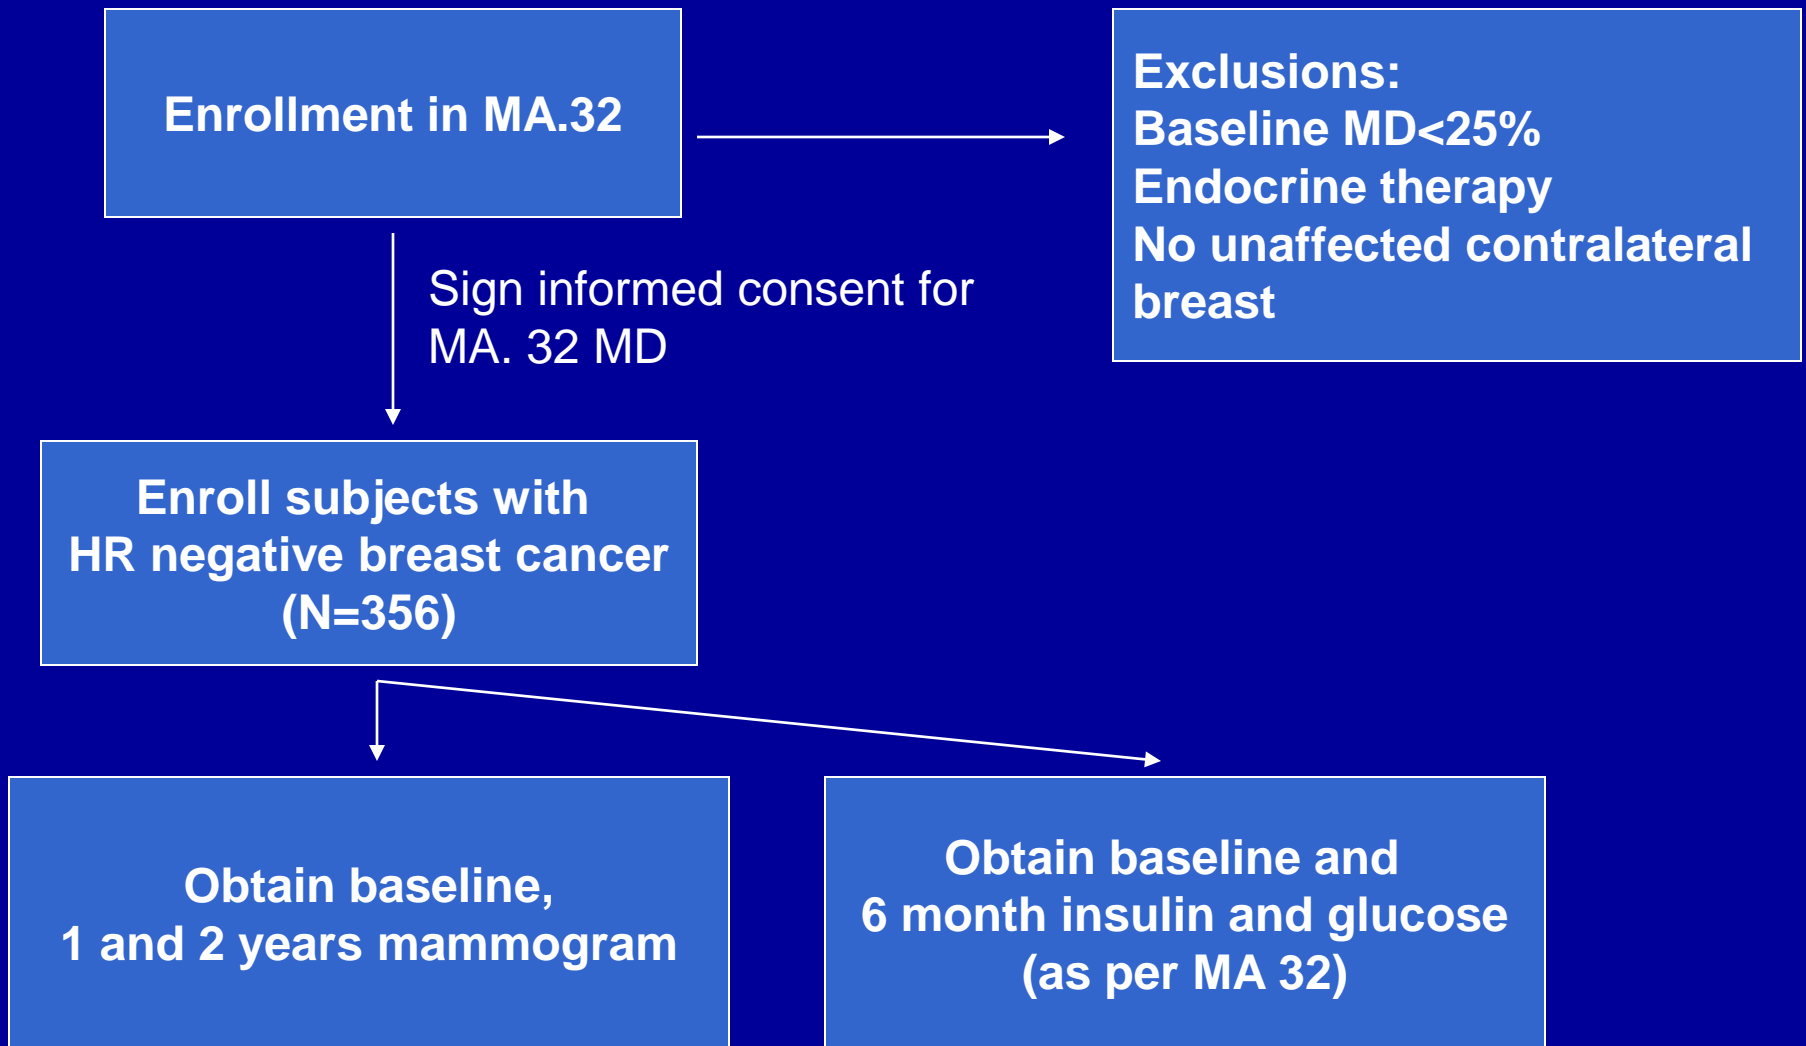 Enrollment in MA.32
Exclusions:
Baseline MD<25%
Endocrine therapy
No unaffected contralateral
breast
Sign informed consent for
MA. 32 MD
Enroll subjects with
HR negative breast cancer
(N=356)
Obtain baseline,
1 and 2 years mammogram
Obtain baseline and
6 month insulin and glucose
(as per MA 32)